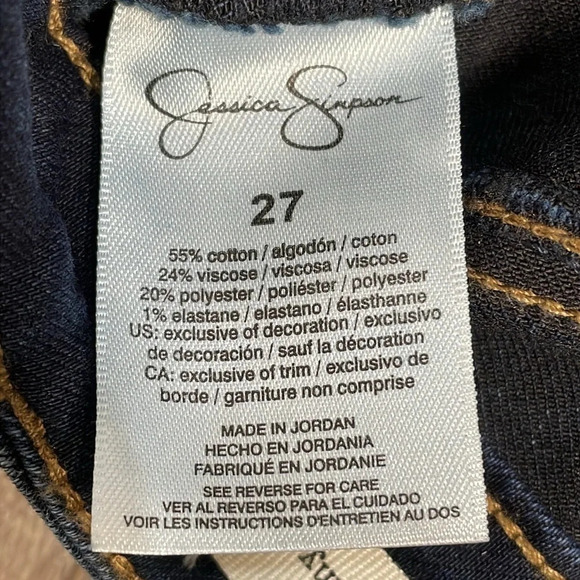 Jessica Simpson
27
55% cotton / algodón / coton
24% viscose / viscosa / viscose
20% polyester / poliéster / polyester
1% elastane / elastano / élasthanne
US: exclusive of decoration / exclusivo
de decoración / sauf la décoration
CA: exclusive of trim / exclusivo de
borde / garniture non comprise
MADE IN JORDAN
HECHO EN JORDANIA
FABRIQUÉ EN JORDANIE
SEE REVERSE FOR CARE
VER AL REVERSO PARA EL CUIDADO
VOIR LES INSTRUCTIONS D'ENTRETIEN AU DOS